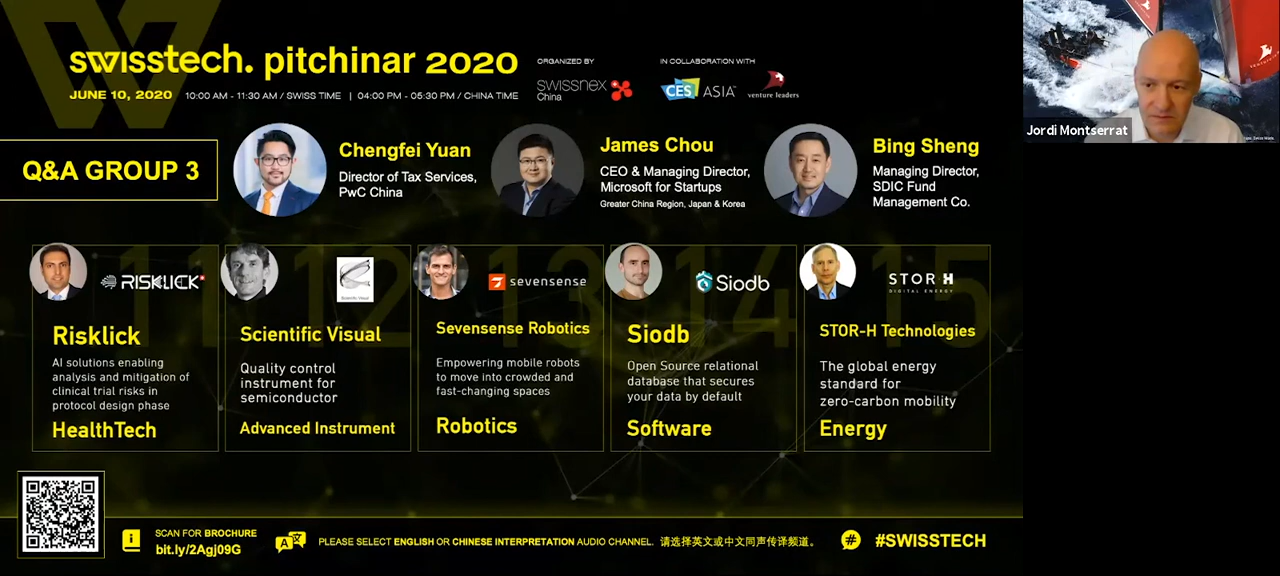 swisstech. pitchinar 2020
JUNE 10, 2020 10:00 AM - 11:30 AM / SWISS TIME | 04:00 PM - 05:30 PM / CHINA TIME
ORGANIZED BY
swissnex
China
IN COLLABORATION WITH
CES ASIA
venture leaders
Jordi Montserrat
Q&A GROUP 3
Chengfei Yuan
Director of Tax Services,
PwC China
James Chou
CEO & Managing Director,
Microsoft for Startups
Greater China Region, Japan & Korea
Bing Sheng
Managing Director,
SDIC Fund
Management Co.
11
RISKLICK
Risklick
AI solutions enabling
analysis and mitigation of
clinical trial risks in
protocol design phase
HealthTech
12
Scientific Visual
Scientific Visual
Quality control
instrument for
semiconductor
Advanced Instrument
13
sevensense
Sevensense Robotics
Empowering mobile robots
to move into crowded and
fast-changing spaces
Robotics
14
Siodb
Siodb
Open Source relational
database that secures
your data by default
Software
15
STOR-H
DIGITAL ENERGY
STOR-H Technologies
The global energy
standard for
zero-carbon mobility
Energy
SCAN FOR BROCHURE
bit.ly/2Agj09G
PLEASE SELECT ENGLISH OR CHINESE INTERPRETATION AUDIO CHANNEL. 请选择英文或中文同声传译频道。
#SWISSTECH